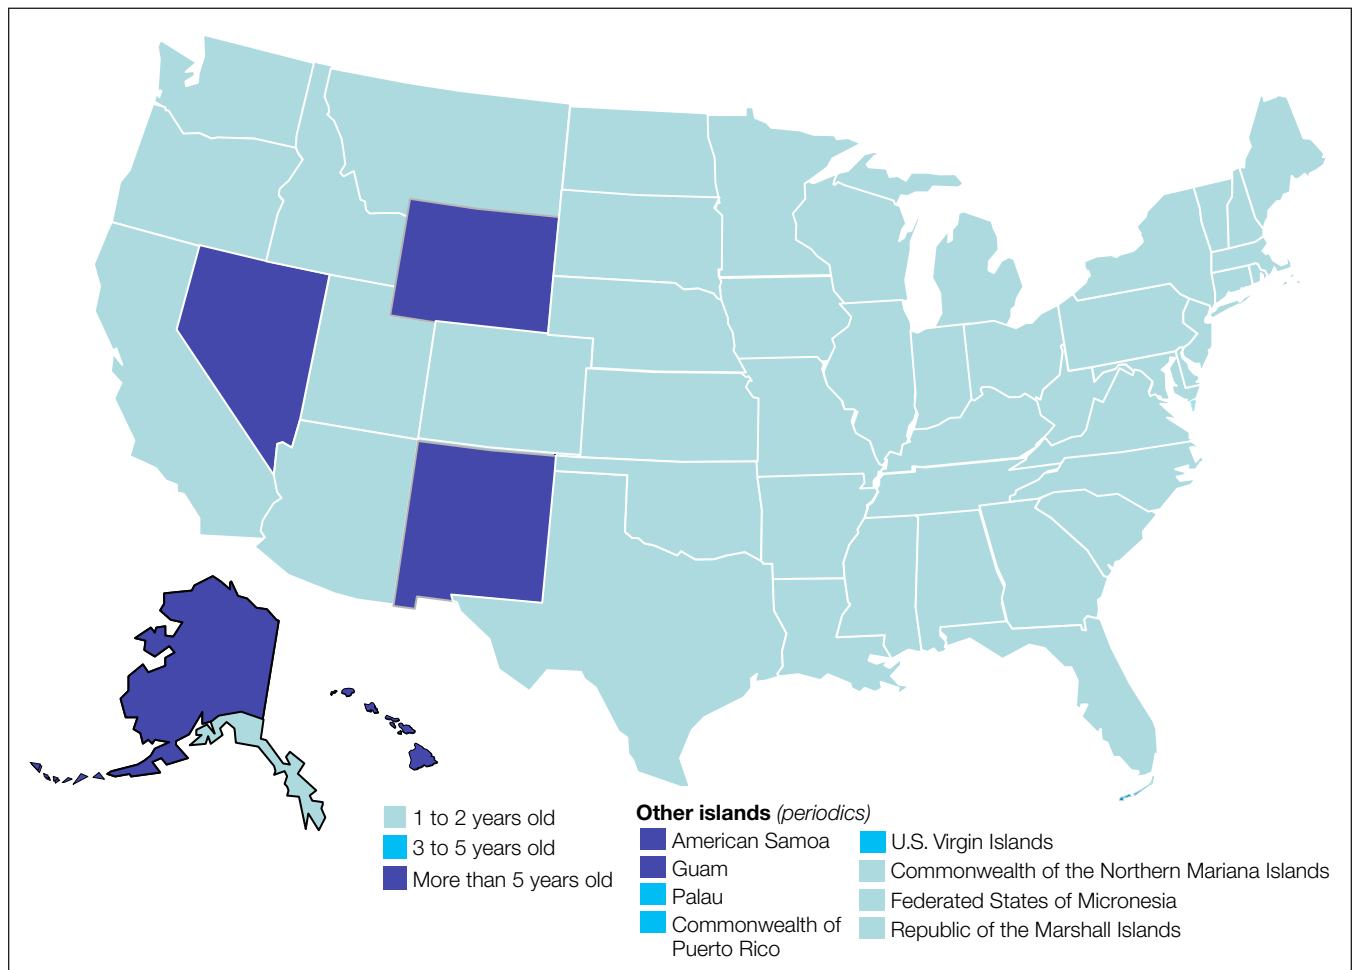 1 to 2 years old
3 to 5 years old
More than 5 years old
Other islands (periodics)
American Samoa
Guam
Palau
Commonwealth of
Puerto Rico
U.S. Virgin Islands
Commonwealth of the Northern Mariana Islands
Federated States of Micronesia
Republic of the Marshall Islands